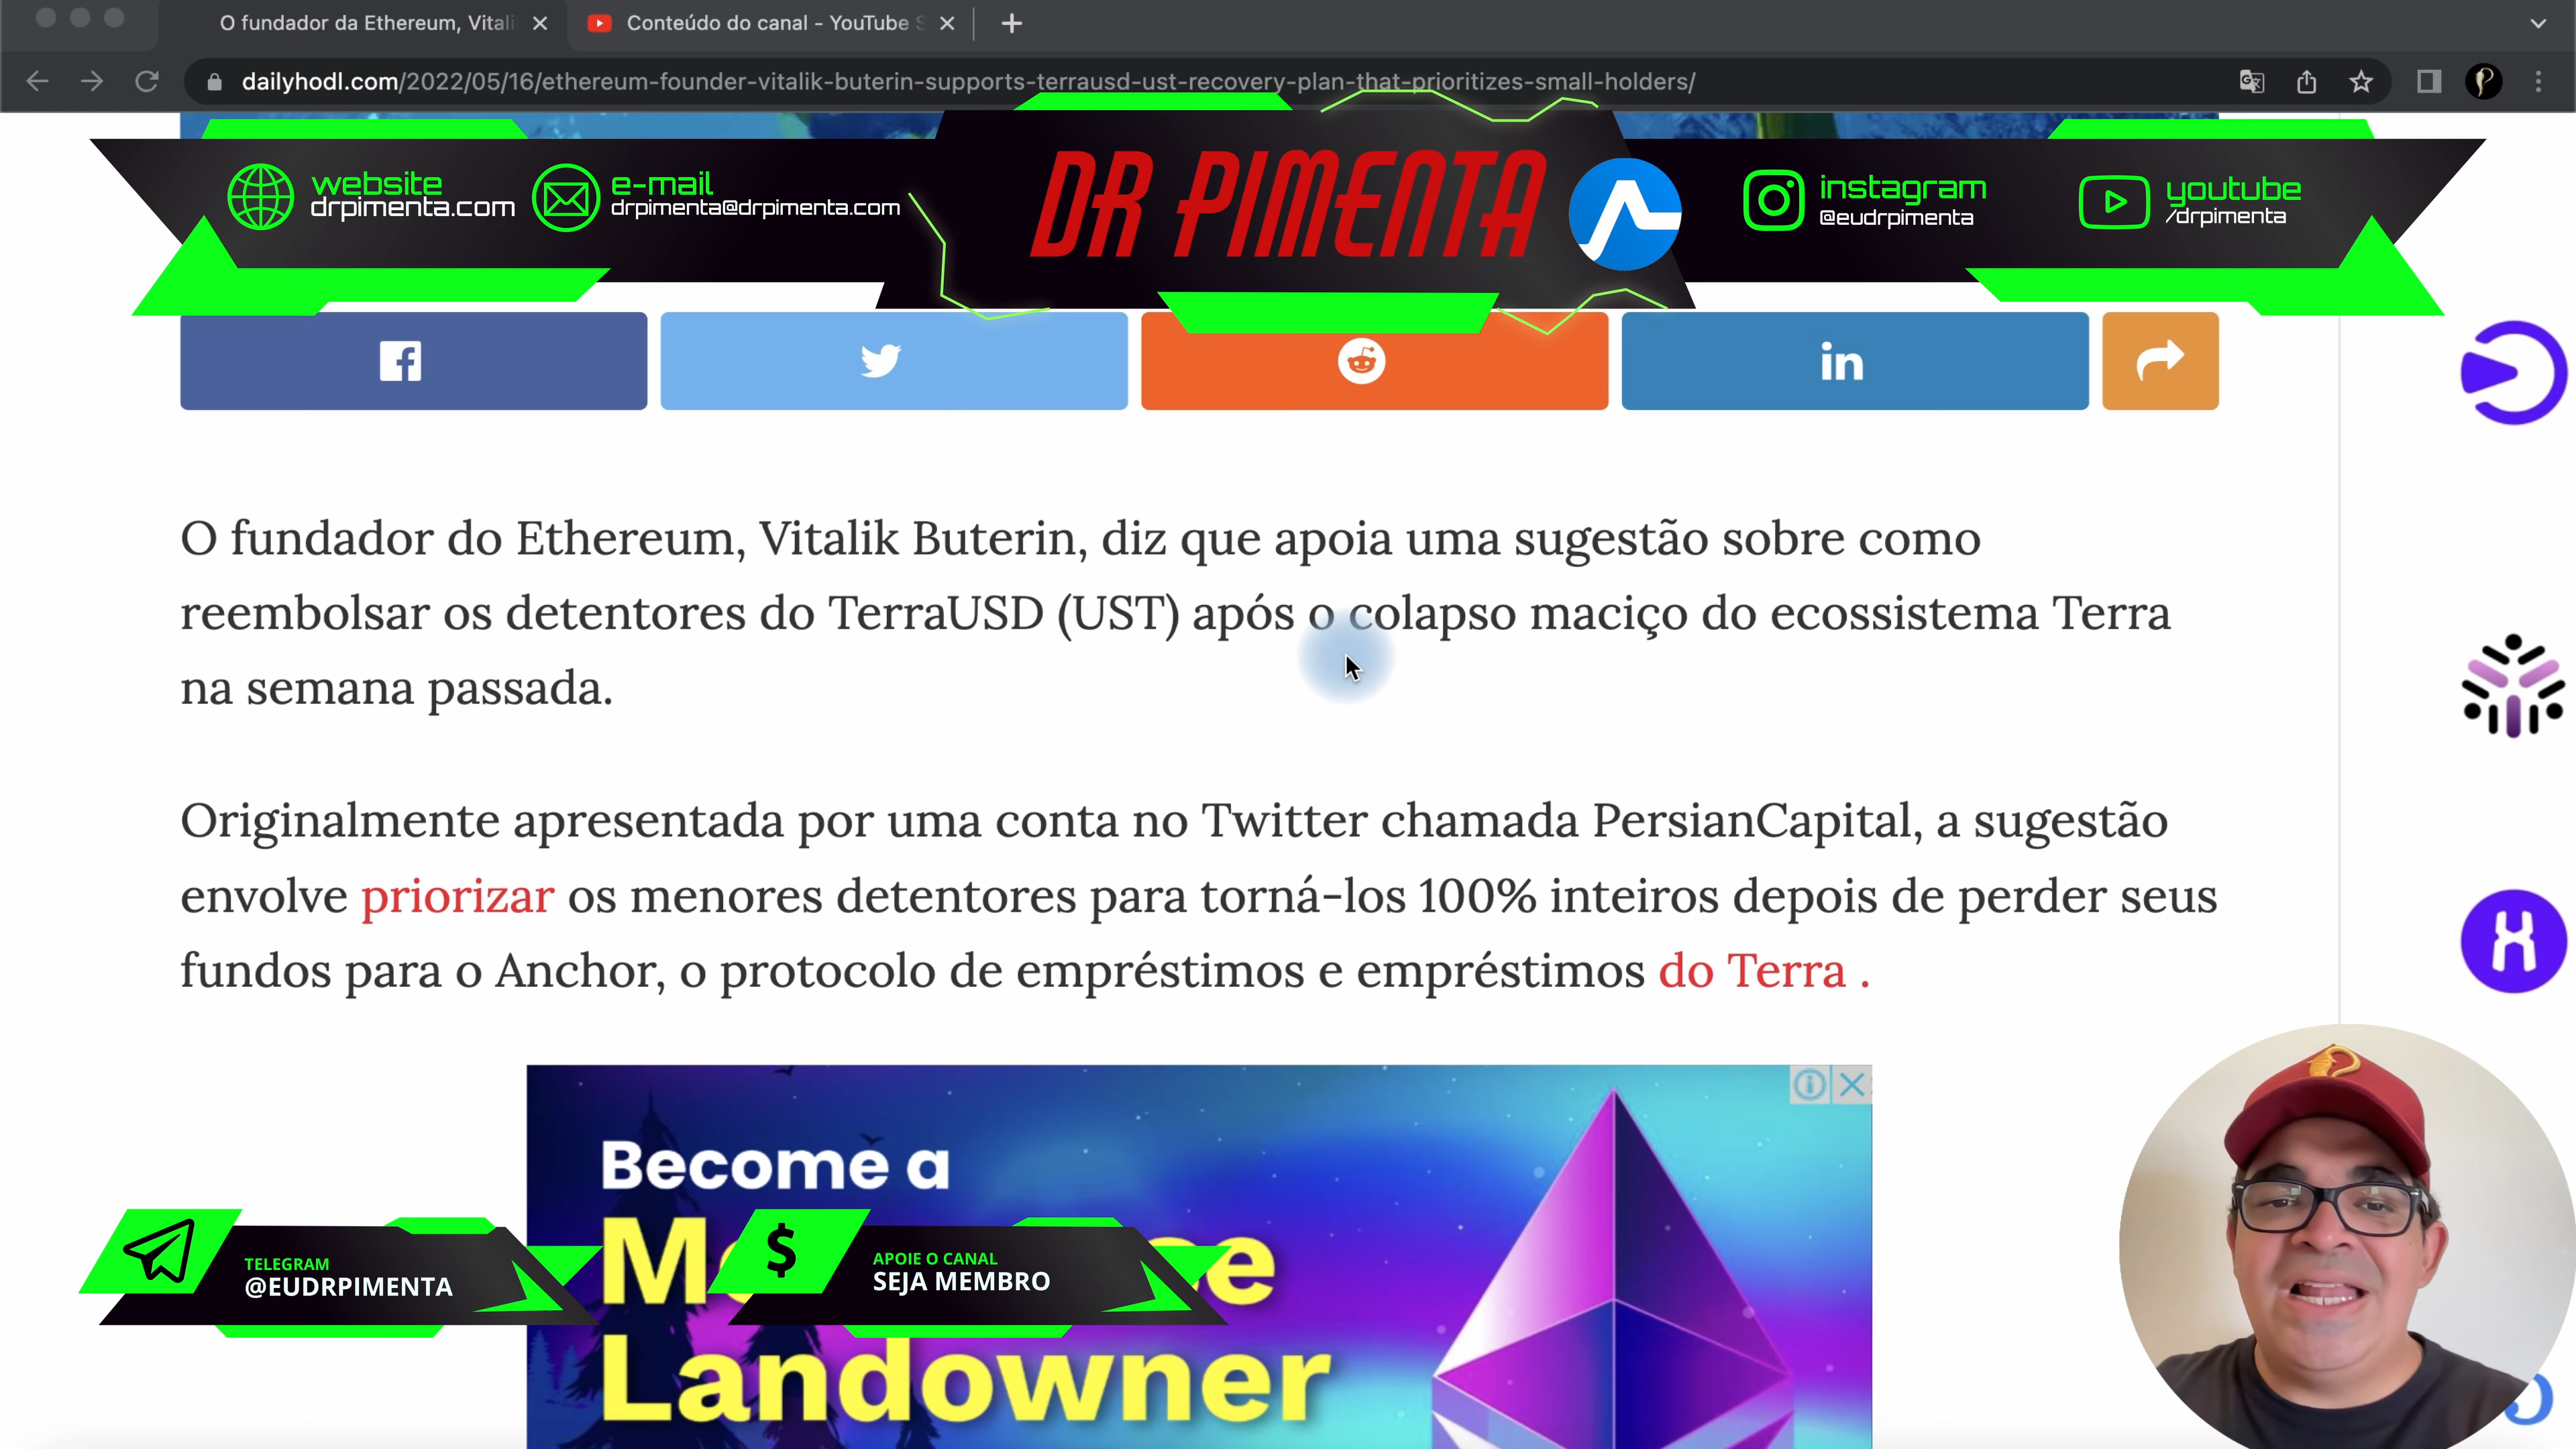 O fundador da Ethereum, Vitali
Conteúdo do canal - YouTube S
dailyhodl.com/2022/05/16/ethereum-founder-vitalik-buterin-supports-terrausd-ust-recovery-plan-that-prioritizes-small-holders/
website
drpimenta.com
e-mail
drpimenta@drpimenta.com
DR PIMENTA
instagram
@eudrpimenta
youtube
/drpimenta
O fundador do Ethereum, Vitalik Buterin, diz que apoia uma sugestão sobre como
reembolsar os detentores do TerraUSD (UST) após o colapso maciço do ecossistema Terra
na semana passada.
Originalmente apresentada por uma conta no Twitter chamada PersianCapital, a sugestão
envolve priorizar os menores detentores para torná-los 100% inteiros depois de perder seus
fundos para o Anchor, o protocolo de empréstimos e empréstimos do Terra .
Become a
Landowner
TELEGRAM
@EUDRPIMENTA
$
APOIE O CANAL
SEJA MEMBRO